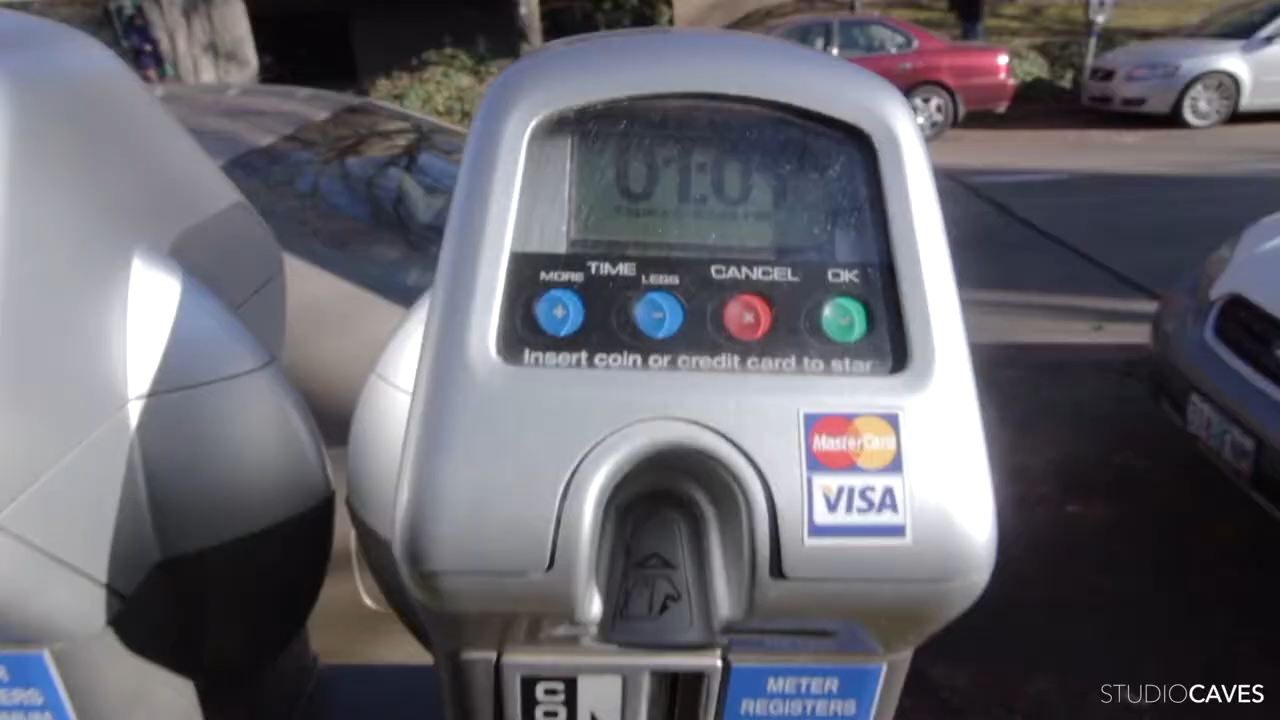 01:01
MORE TIME LESS CANCEL OK
Insert coin or credit card to star
MasterCard
VISA
METER
REGISTERS
STUDIOCAVES